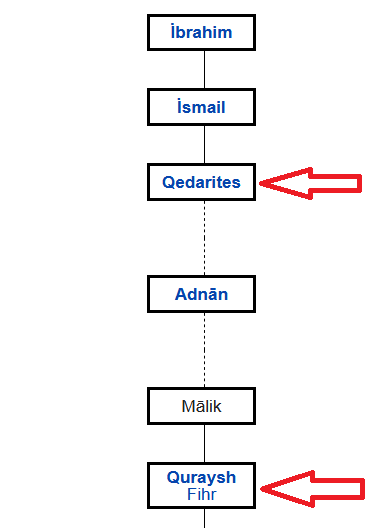 İbrahim
İsmail
Qedarites
Adnān
Mālik
Quraysh
Fihr